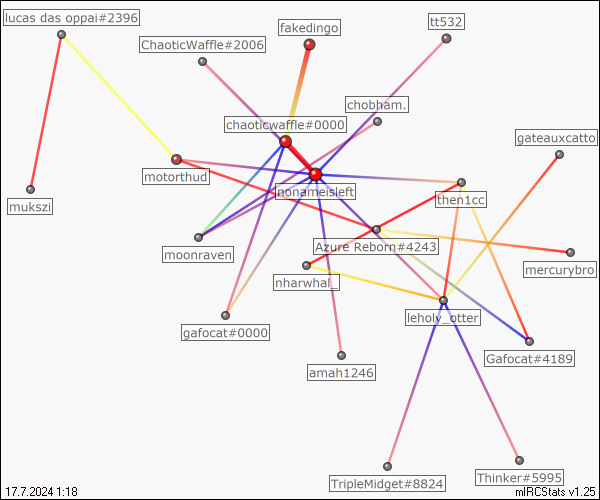 lucas das oppai#2396
tt532
fakedingo
ChaoticWaffle#2006
chobham.
chaoticwaffle#0000
gateauxcatto
motorthud
nonameisleft
then1cc
mukszi
Azure Reborn#4243
moonraven
mercurybro
nharwhal_
leholy_otter
gafocat#0000
Gafocat#4189
amah1246
Thinker#5995
TripleMidget#8824
17.7.2024 1:18
mIRCStats v1.25